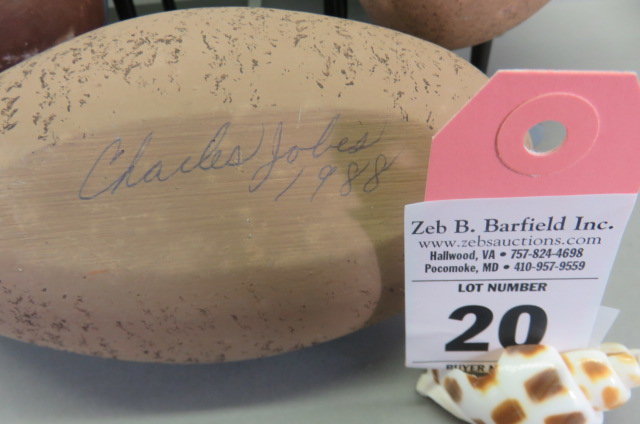 Charles Jobes
1988
Zeb B. Barfield Inc.
www.zebsauctions.com
Hallwood, VA • 757-824-4698
Pocomoke, MD • 410-957-9559
LOT NUMBER
20
BUYER